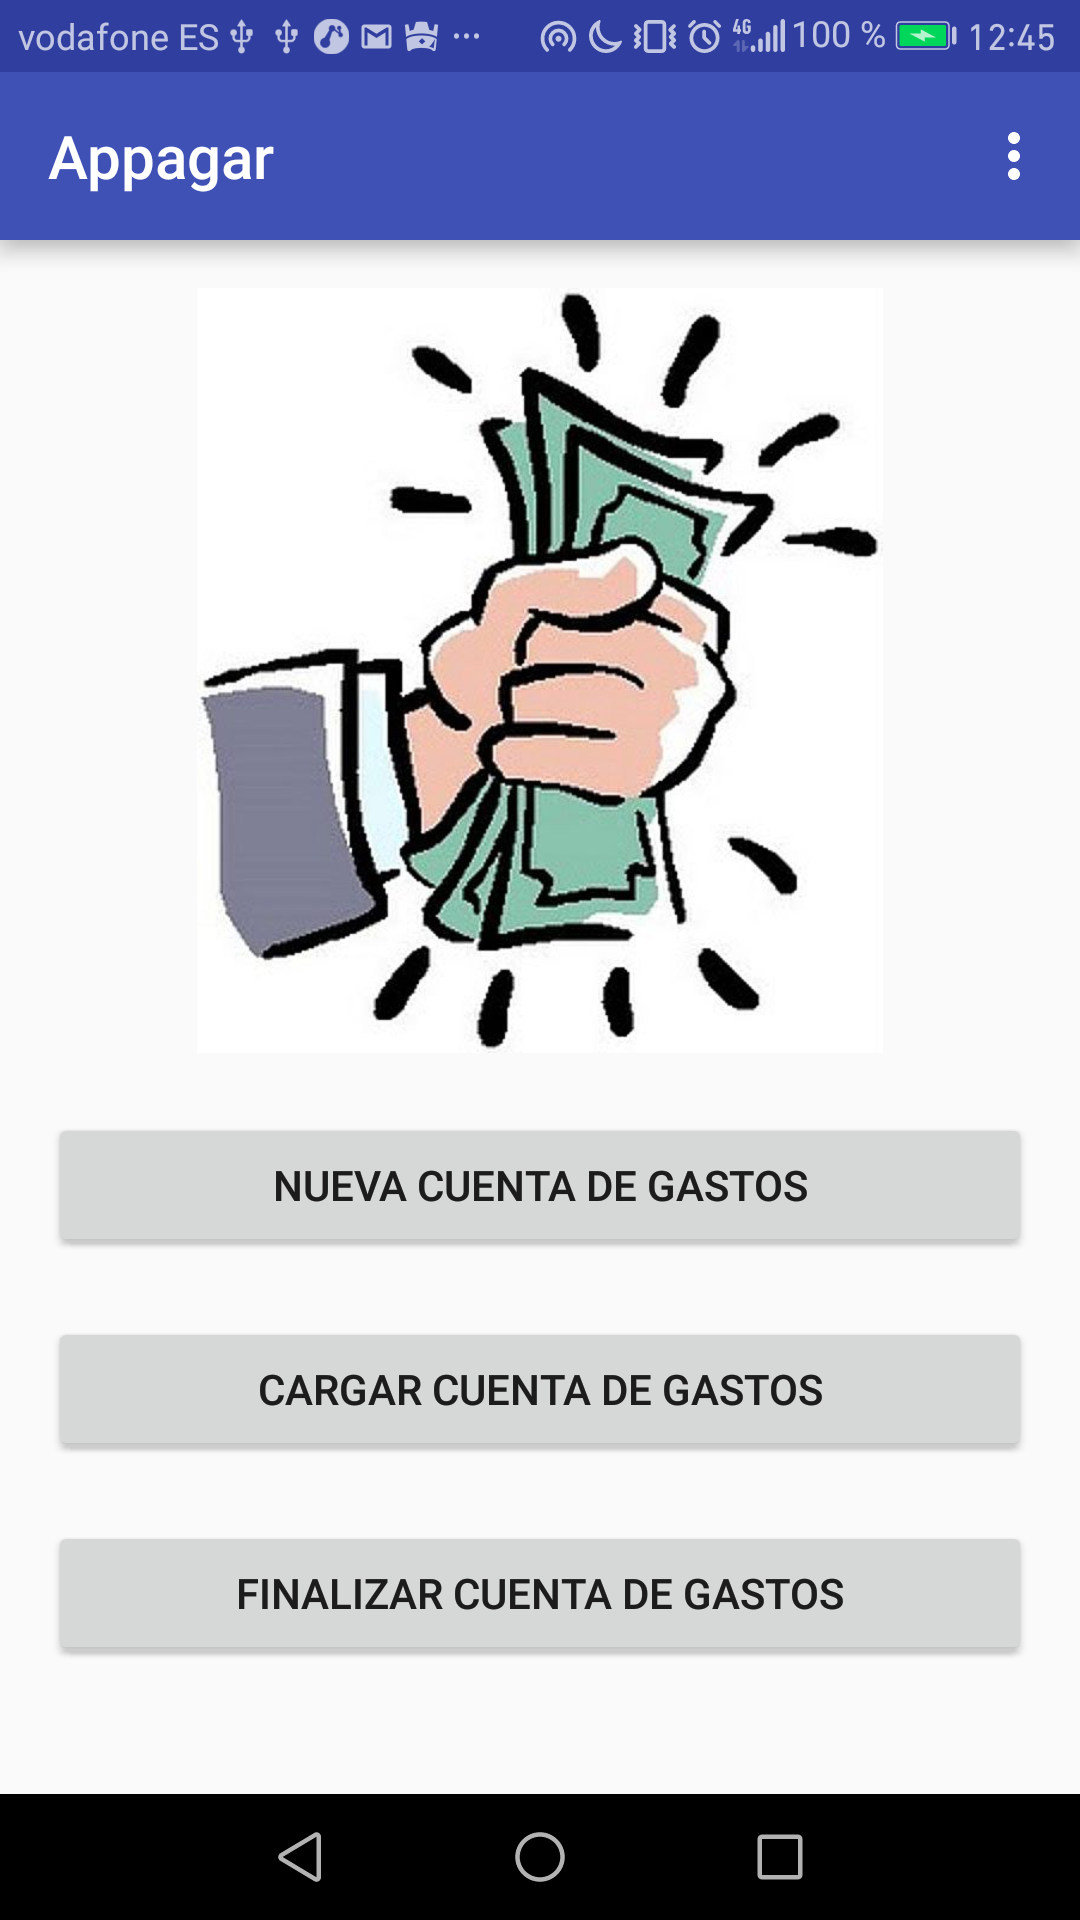 vodafone ES 4G 100 % 12:45
Appagar
NUEVA CUENTA DE GASTOS
CARGAR CUENTA DE GASTOS
FINALIZAR CUENTA DE GASTOS